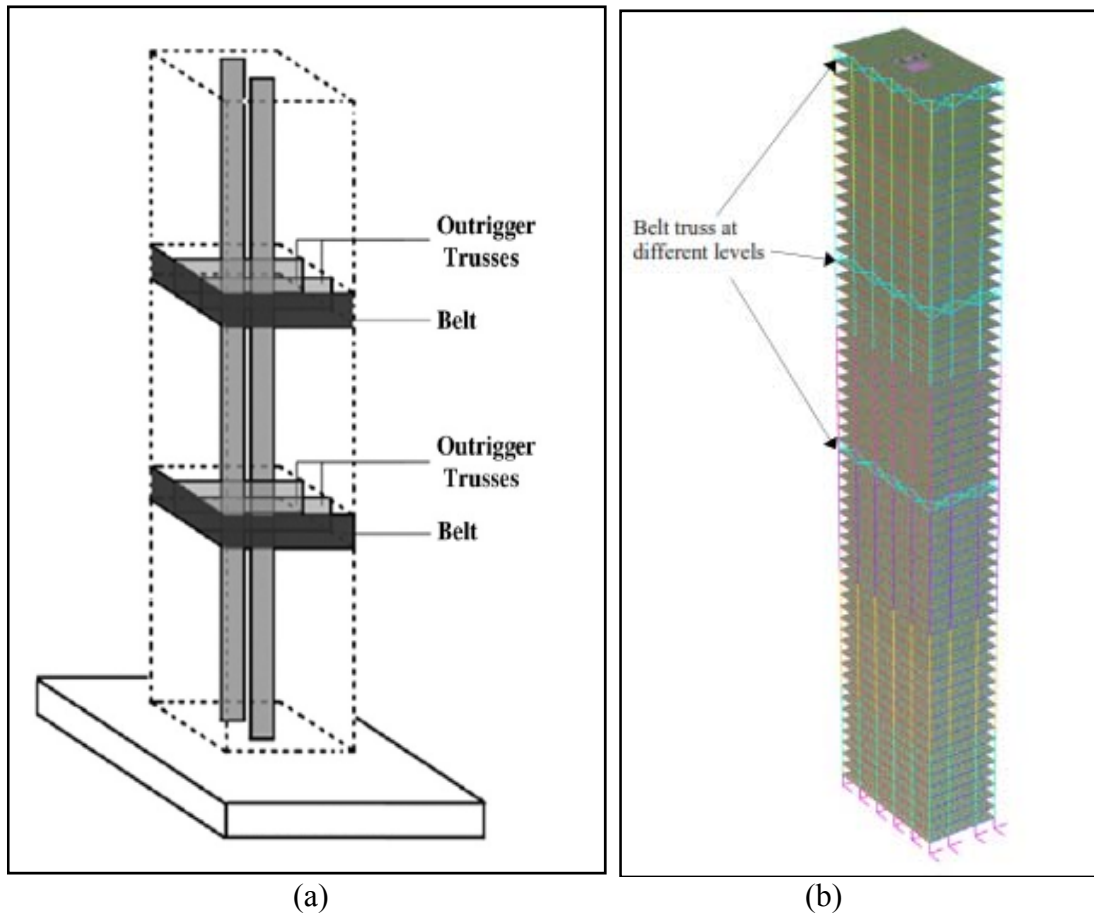 Outrigger
Trusses
Belt
Outrigger
Trusses
Belt
(a)
Belt truss at
different levels
(b)